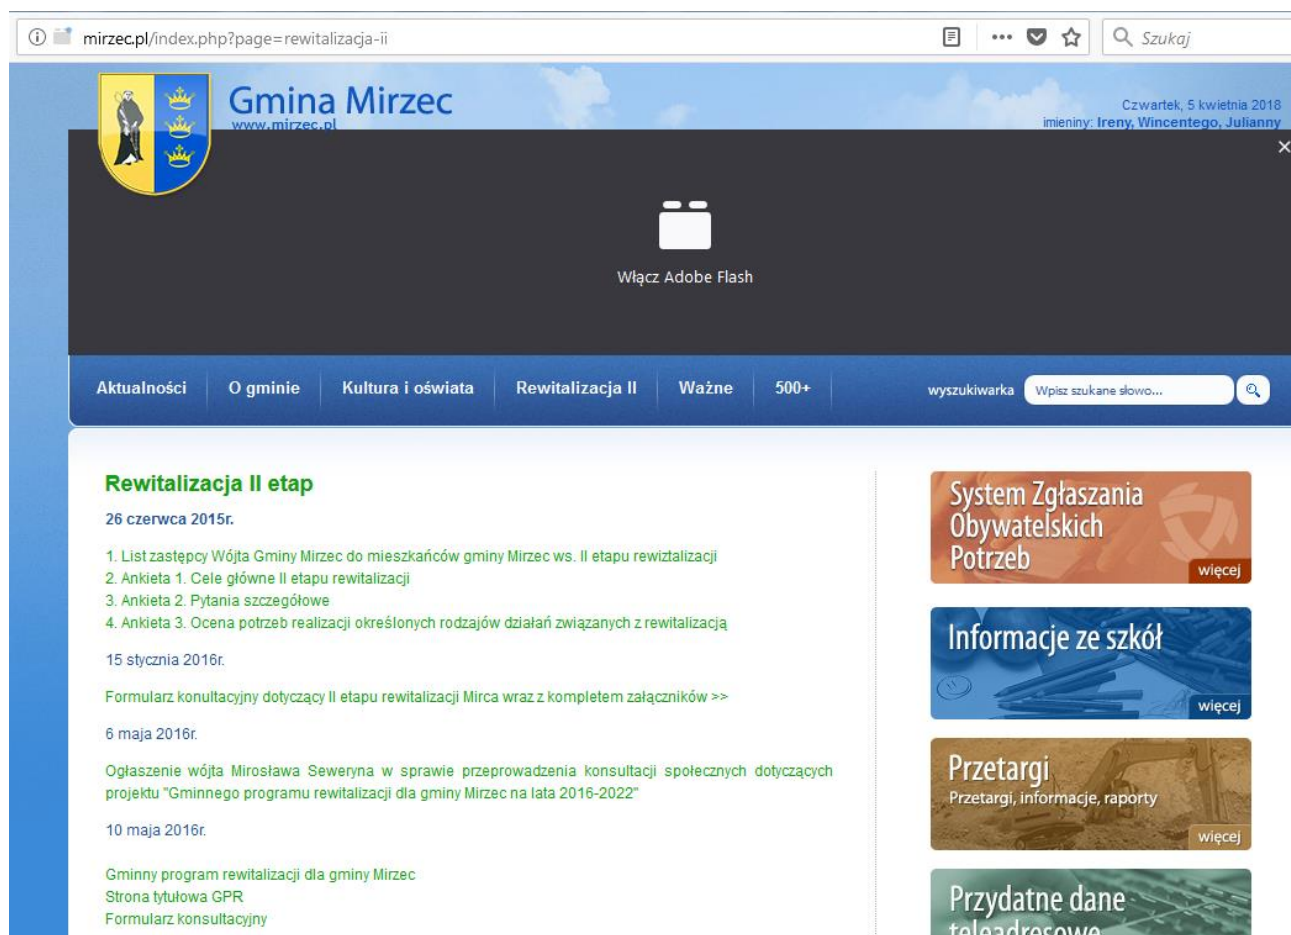 mirzec.pl/index.php?page=rewitalizacja-ii
Szukaj
Gmina Mirzec
www.mirzec.pl
Czwartek, 5 kwietnia 2018
imieniny: Ireny, Wincentego, Julianny
Włącz Adobe Flash
Aktualności O gminie Kultura i oświata Rewitalizacja II Ważne 500+ wyszukiwarka Wpisz szukane słowo...
Rewitalizacja II etap
26 czerwca 2015r.
1. List zastępcy Wójta Gminy Mirzec do mieszkańców gminy Mirzec ws. II etapu rewiztalizacji
2. Ankieta 1. Cele główne II etapu rewitalizacji
3. Ankieta 2. Pytania szczegółowe
4. Ankieta 3. Ocena potrzeb realizacji określonych rodzajów działań związanych z rewitalizacją
15 stycznia 2016r.
Formularz konultacyjny dotyczący II etapu rewitalizacji Mirca wraz z kompletem załączników >>
6 maja 2016r.
Ogłaszenie wójta Mirosława Seweryna w sprawie przeprowadzenia konsultacji społecznych dotyczących
projektu "Gminnego programu rewitalizacji dla gminy Mirzec na lata 2016-2022"
10 maja 2016r.
Gminny program rewitalizacji dla gminy Mirzec
Strona tytułowa GPR
Formularz konsultacyjny
System Zgłaszania
Obywatelskich
Potrzeb
więcej
Informacje ze szkół
więcej
Przetargi
Przetargi, informacje, raporty
więcej
Przydatne dane
teleadresowe